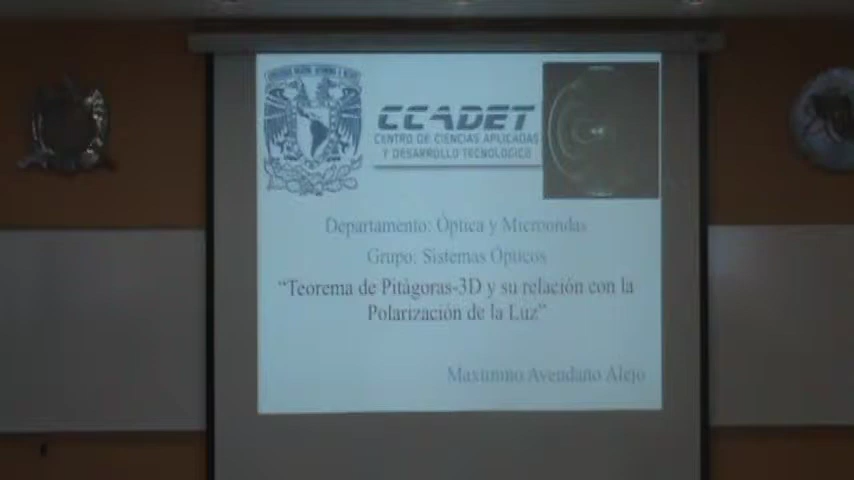 CCADET
CENTRO DE CIENCIAS APLICADAS
Y DESARROLLO TECNOLÓGICO
Departamento: Óptica y Microondas
Grupo: Sistemas Ópticos
“Teorema de Pitágoras-3D y su relación con la
Polarización de la Luz”
Maximino Avendaño Alejo